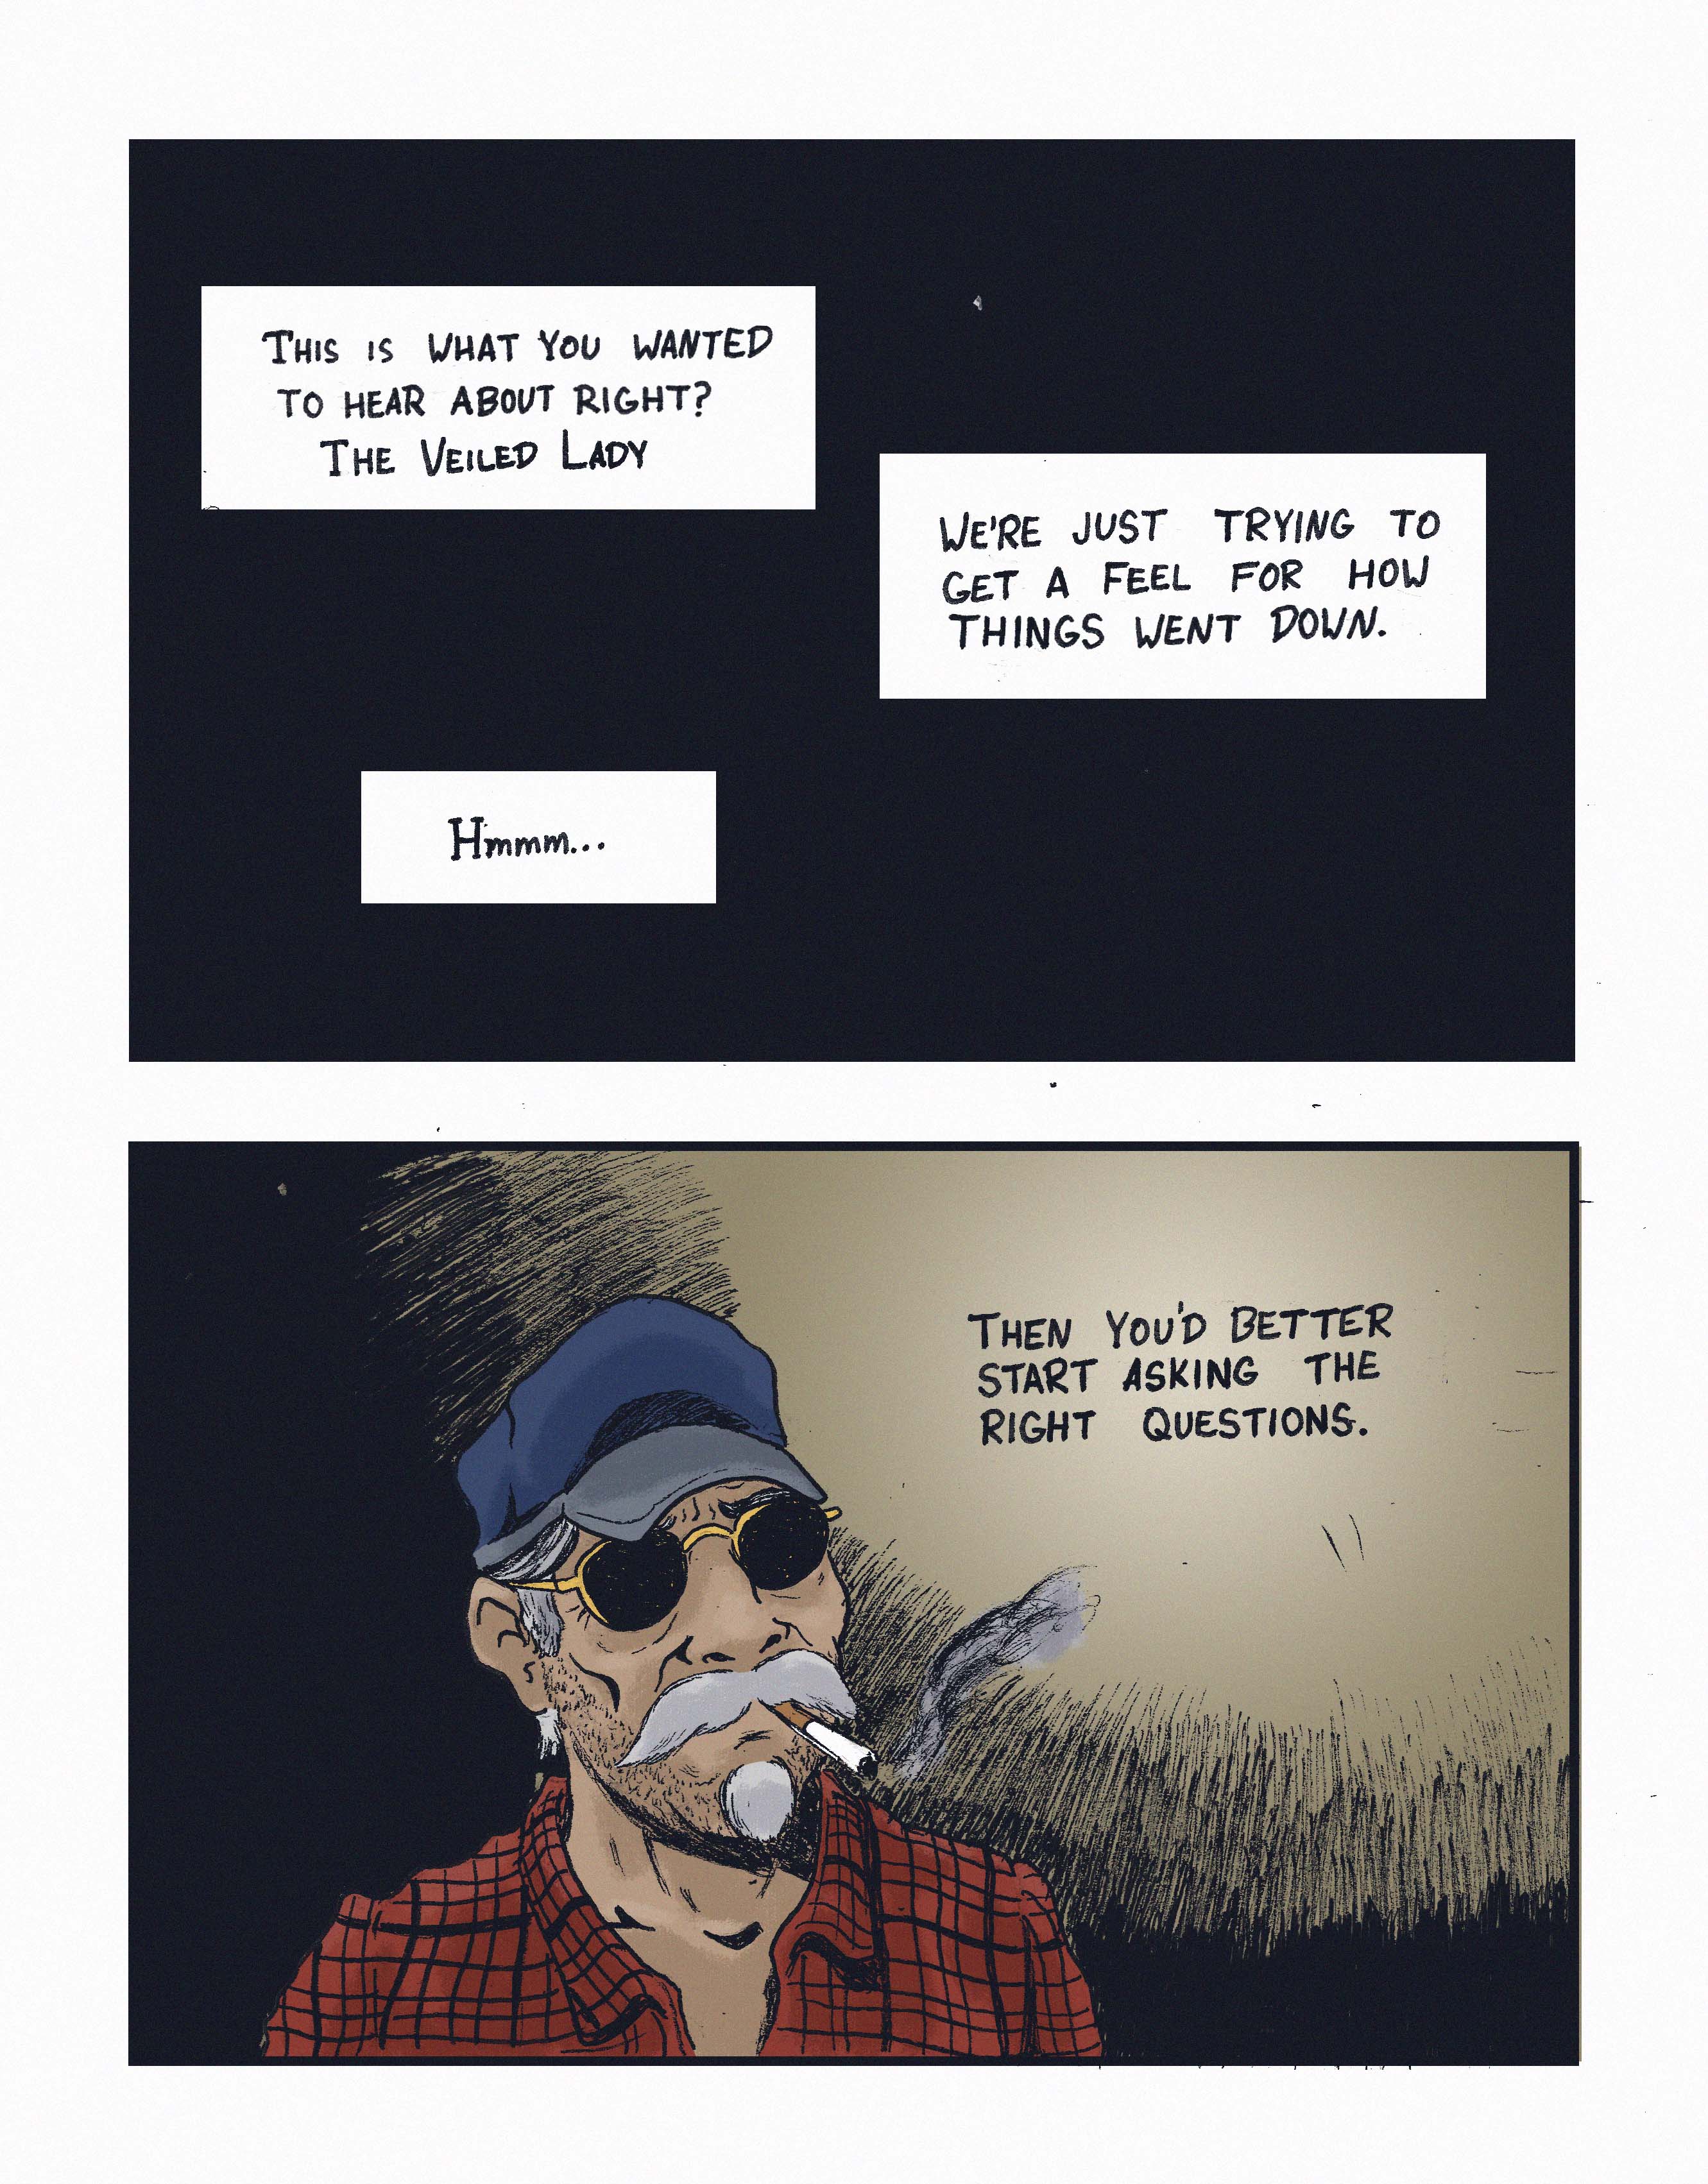 THIS IS WHAT YOU WANTED
TO HEAR ABOUT RIGHT?
THE VEILED LADY
WE'RE JUST TRYING TO
GET A FEEL FOR HOW
THINGS WENT DOWN.
Hmmm...
THEN YOU'D BETTER
START ASKING THE
RIGHT QUESTIONS.